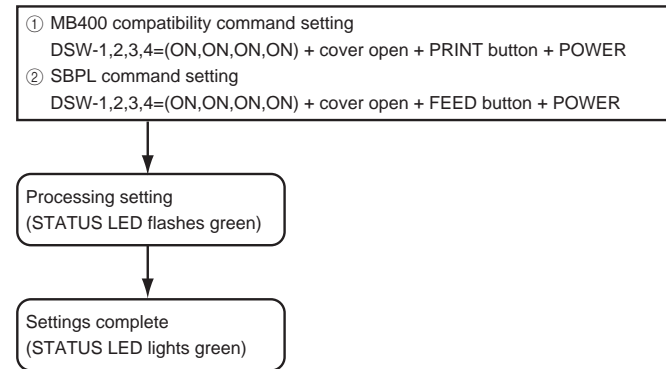 ① MB400 compatibility command setting
DSW-1,2,3,4=(ON,ON,ON,ON) + cover open + PRINT button + POWER
② SBPL command setting
DSW-1,2,3,4=(ON,ON,ON,ON) + cover open + FEED button + POWER
Processing setting
(STATUS LED flashes green)
Settings complete
(STATUS LED lights green)